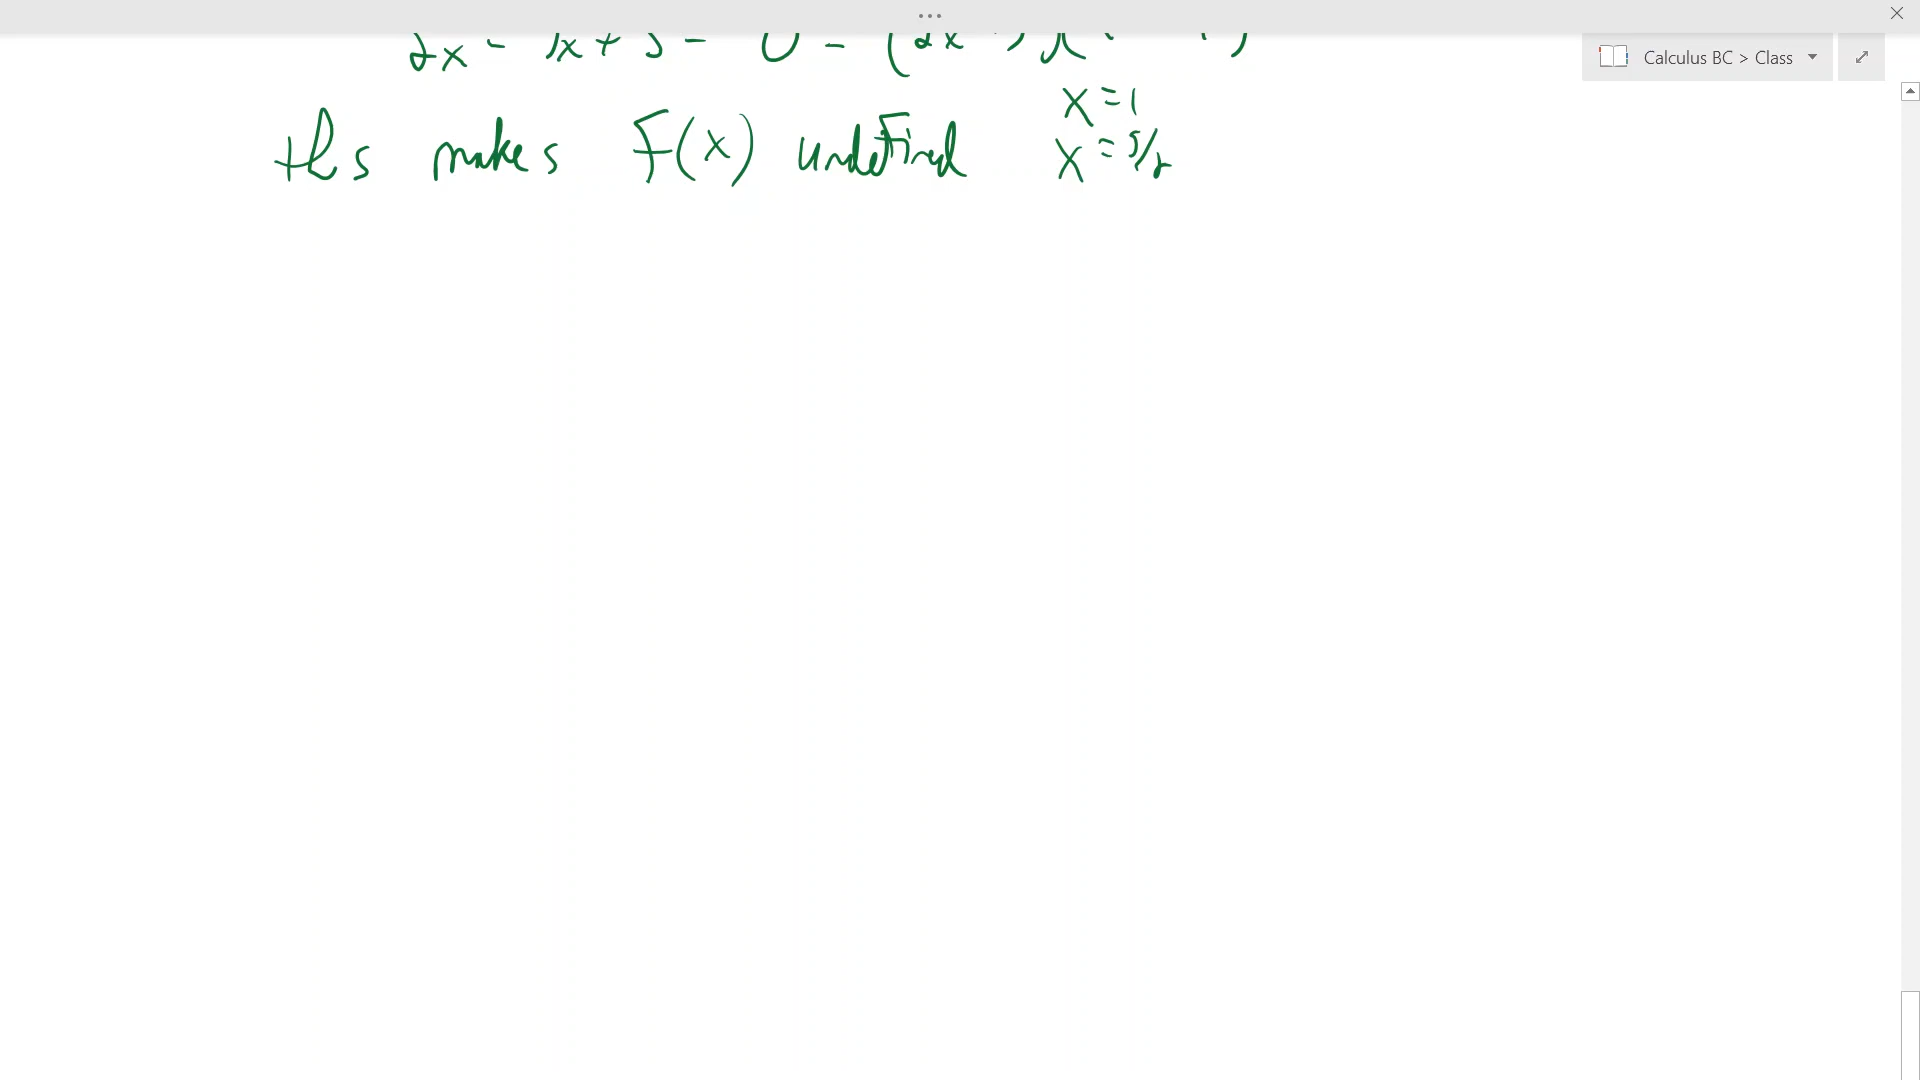 Calculus BC > Class
x = 1
this makes F(x) undefined x = 5/2